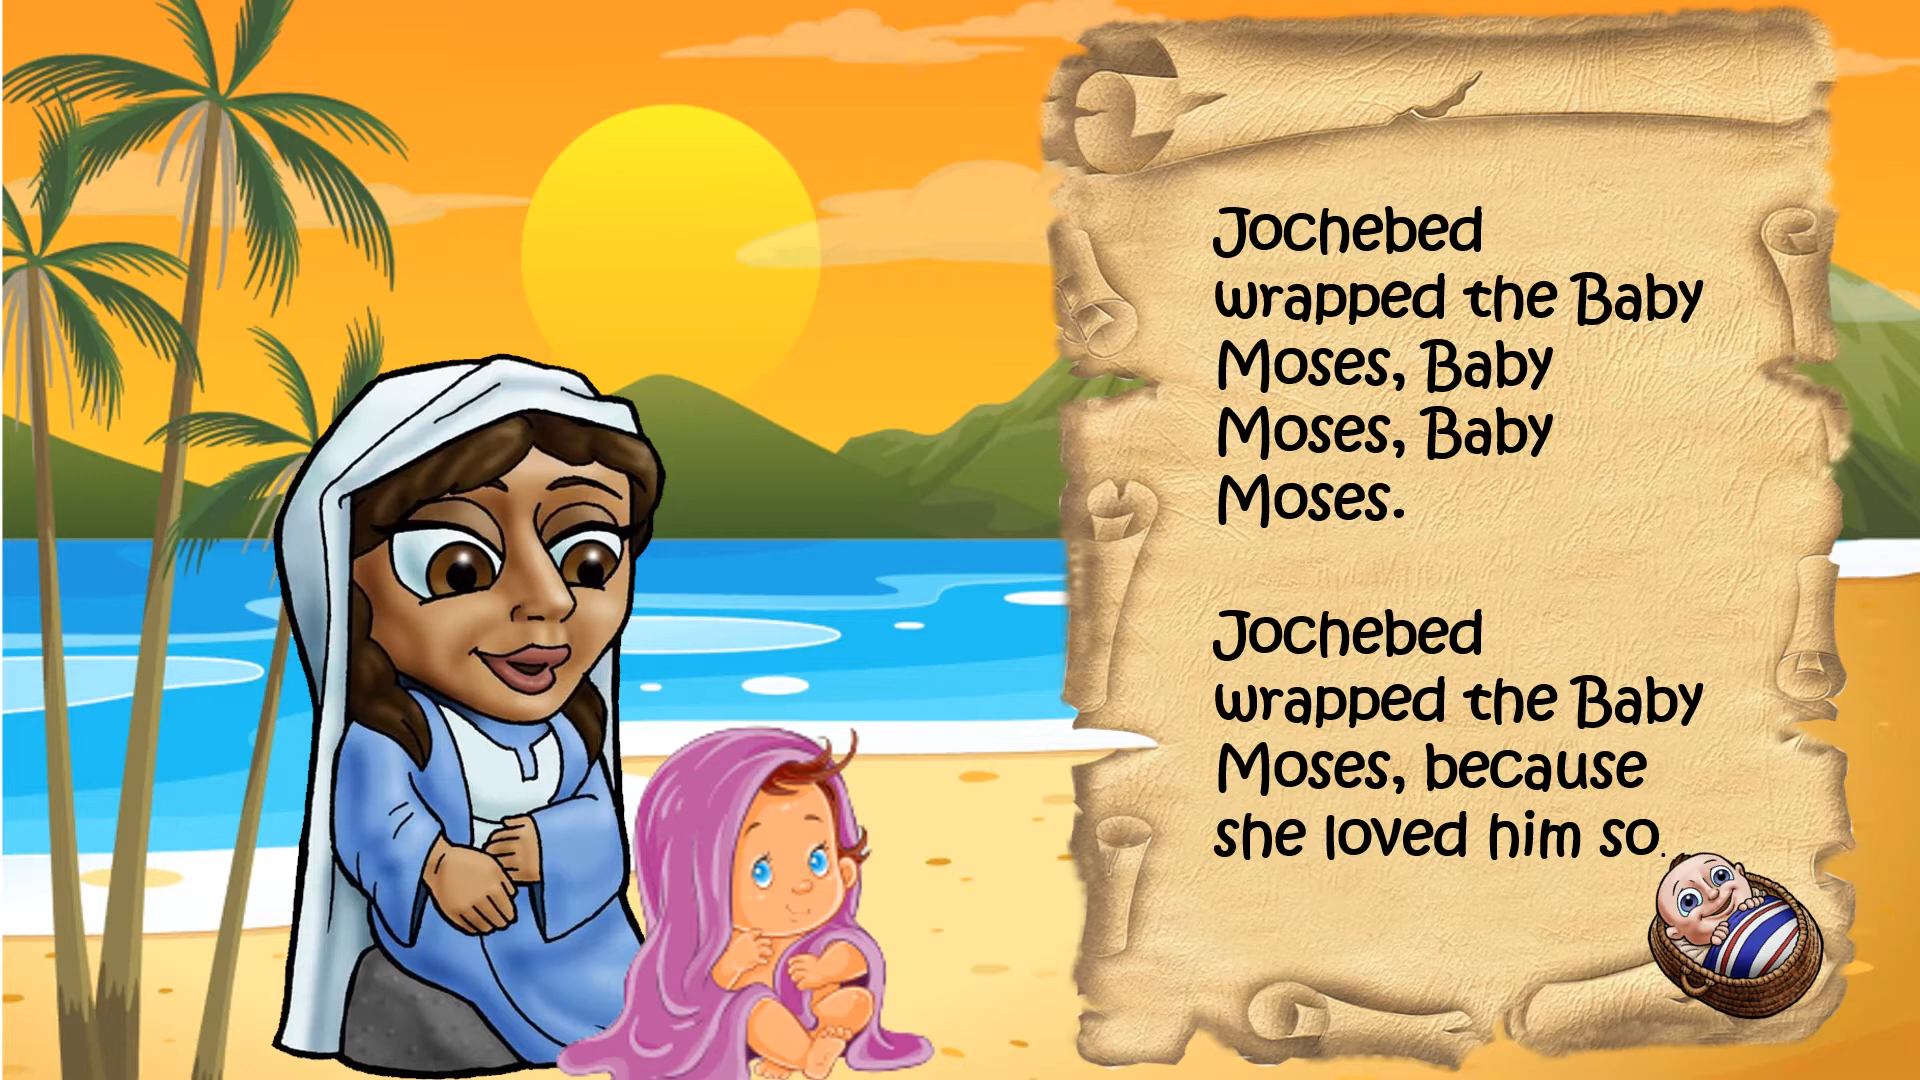 Jochebed
wrapped the Baby
Moses, Baby
Moses, Baby
Moses.
Jochebed
wrapped the Baby
Moses, because
she loved him so.